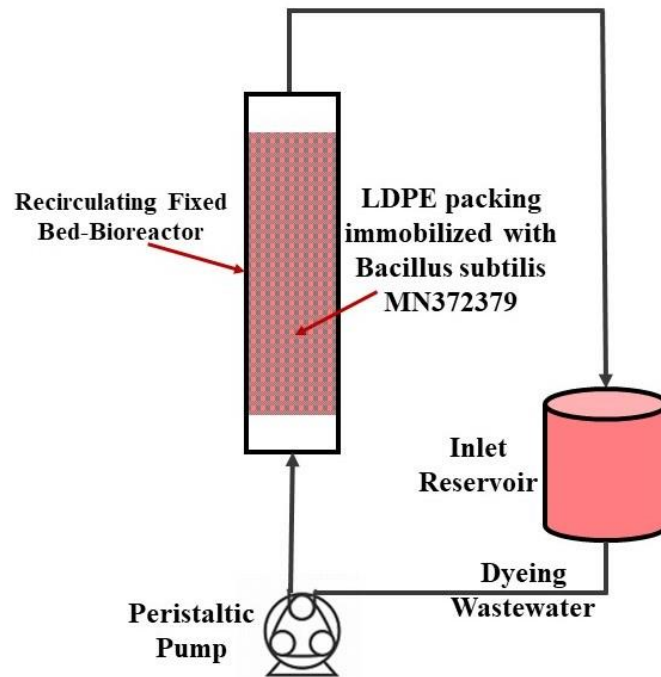 Recirculating Fixed
Bed-Bioreactor
LDPE packing
immobilized with
Bacillus subtilis
MN372379
Inlet
Reservoir
Dyeing
Wastewater
Peristaltic
Pump